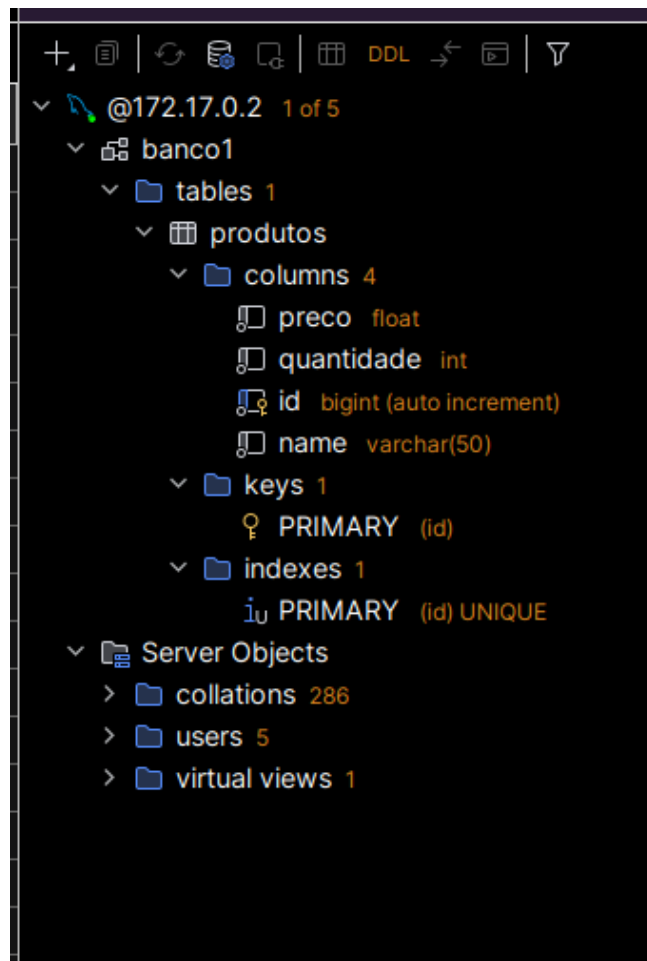 DDL
@172.17.0.2 1 of 5
banco1
tables 1
produtos
columns 4
preco float
quantidade int
id bigint (auto increment)
name varchar(50)
keys 1
PRIMARY (id)
indexes 1
PRIMARY (id) UNIQUE
Server Objects
collations 286
users 5
virtual views 1